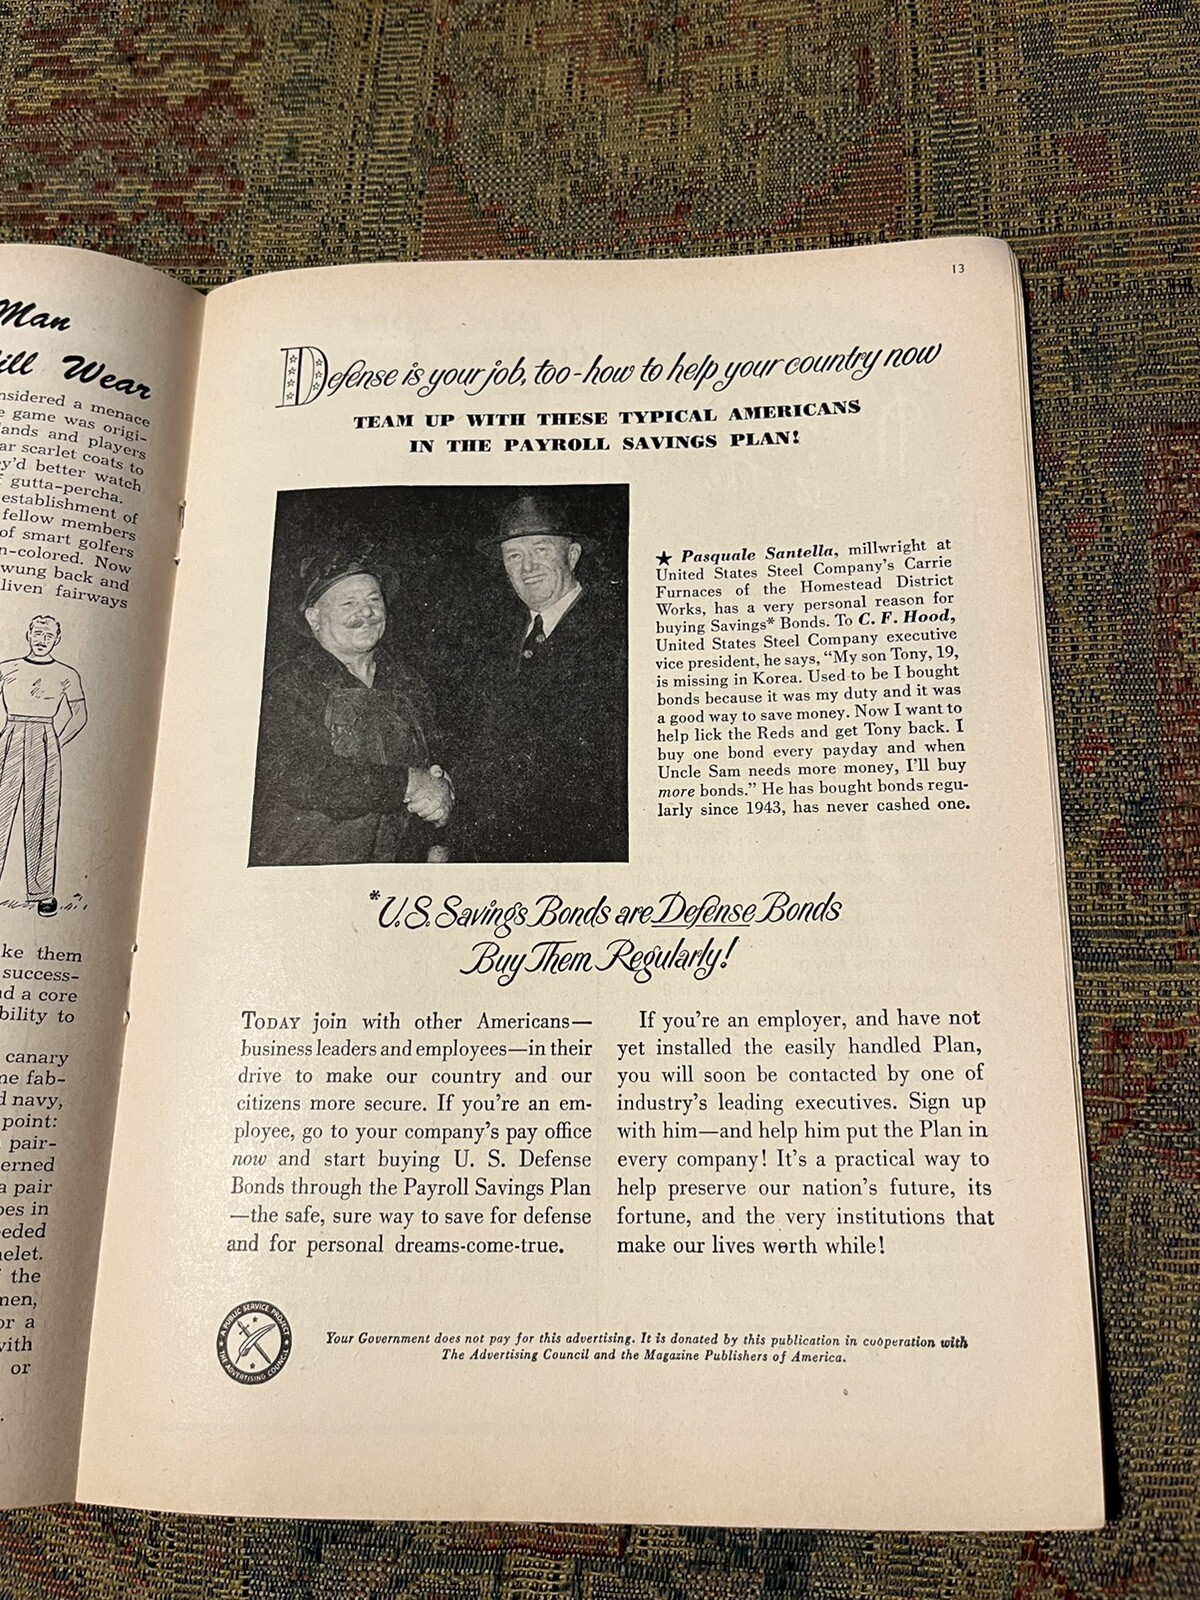 Man
ill Wear
nsidered a menace
e game was origi-
lands and players
ar scarlet coats to
ey'd better watch
f gutta-percha.
establishment of
fellow members
of smart golfers
n-colored. Now
wung back and
liven fairways
ke them
success-
nd a core
bility to
canary
ne fab-
d navy,
point:
pair-
erned
a pair
oes in
eeded
elet.
the
men,
or a
with
or
13
Defense is your job, too-how to help your country now
TEAM UP WITH THESE TYPICAL AMERICANS
IN THE PAYROLL SAVINGS PLAN!
★ Pasquale Santella, millwright at
United States Steel Company's Carrie
Furnaces of the Homestead District
Works, has a very personal reason for
buying Savings* Bonds. To C. F. Hood,
United States Steel Company executive
vice president, he says, “My son Tony, 19,
is missing in Korea. Used to be I bought
bonds because it was my duty and it was
a good way to save money. Now I want to
help lick the Reds and get Tony back. I
buy one bond every payday and when
Uncle Sam needs more money, I'll buy
more bonds.” He has bought bonds regu-
larly since 1943, has never cashed one.
*U.S. Savings Bonds are Defense Bonds
Buy Them Regularly!
TODAY join with other Americans—
business leaders and employees—in their
drive to make our country and our
citizens more secure. If you're an em-
ployee, go to your company's pay office
now and start buying U. S. Defense
Bonds through the Payroll Savings Plan
—the safe, sure way to save for defense
and for personal dreams-come-true.
If you're an employer, and have not
yet installed the easily handled Plan,
you will soon be contacted by one of
industry's leading executives. Sign up
with him—and help him put the Plan in
every company! It's a practical way to
help preserve our nation's future, its
fortune, and the very institutions that
make our lives worth while!
A PUBLIC SERVICE PROJECT
THE ADVERTISING COUNCIL
Your Government does not pay for this advertising. It is donated by this publication in coöperation with
The Advertising Council and the Magazine Publishers of America.